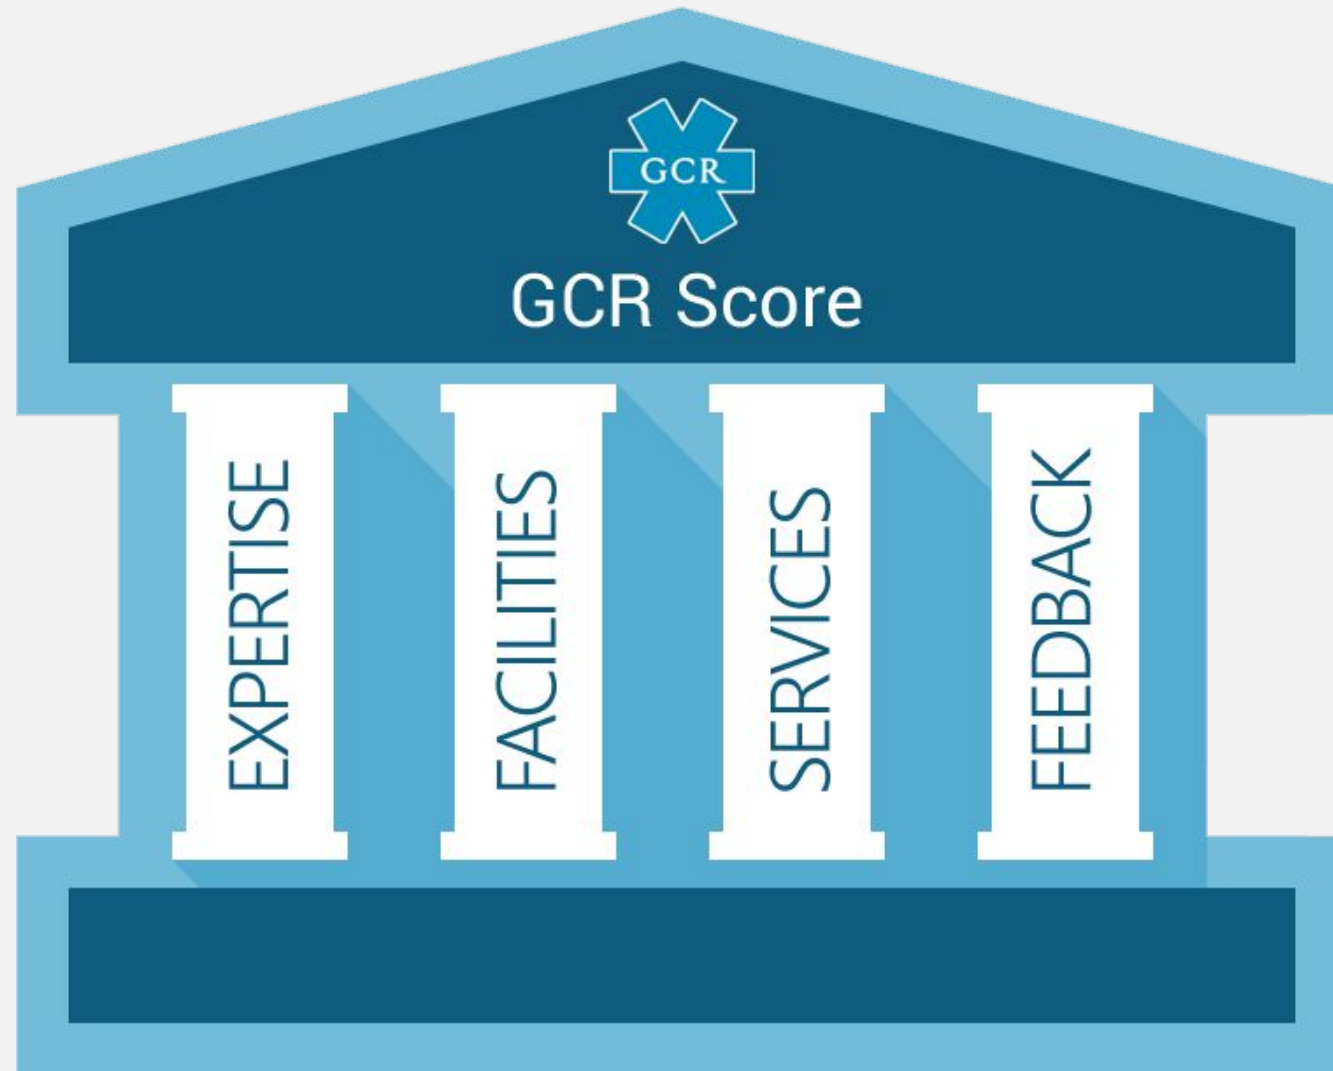 GCR
GCR Score
EXPERTISE
FACILITIES
SERVICES
FEEDBACK